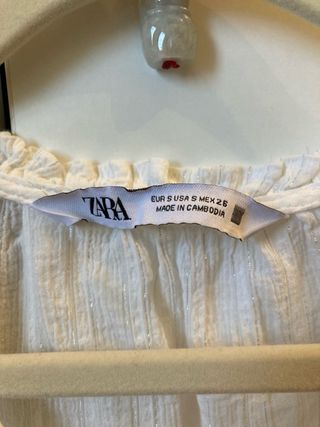 ZARA
EUR S USA S MEX 26
MADE IN CAMBODIA